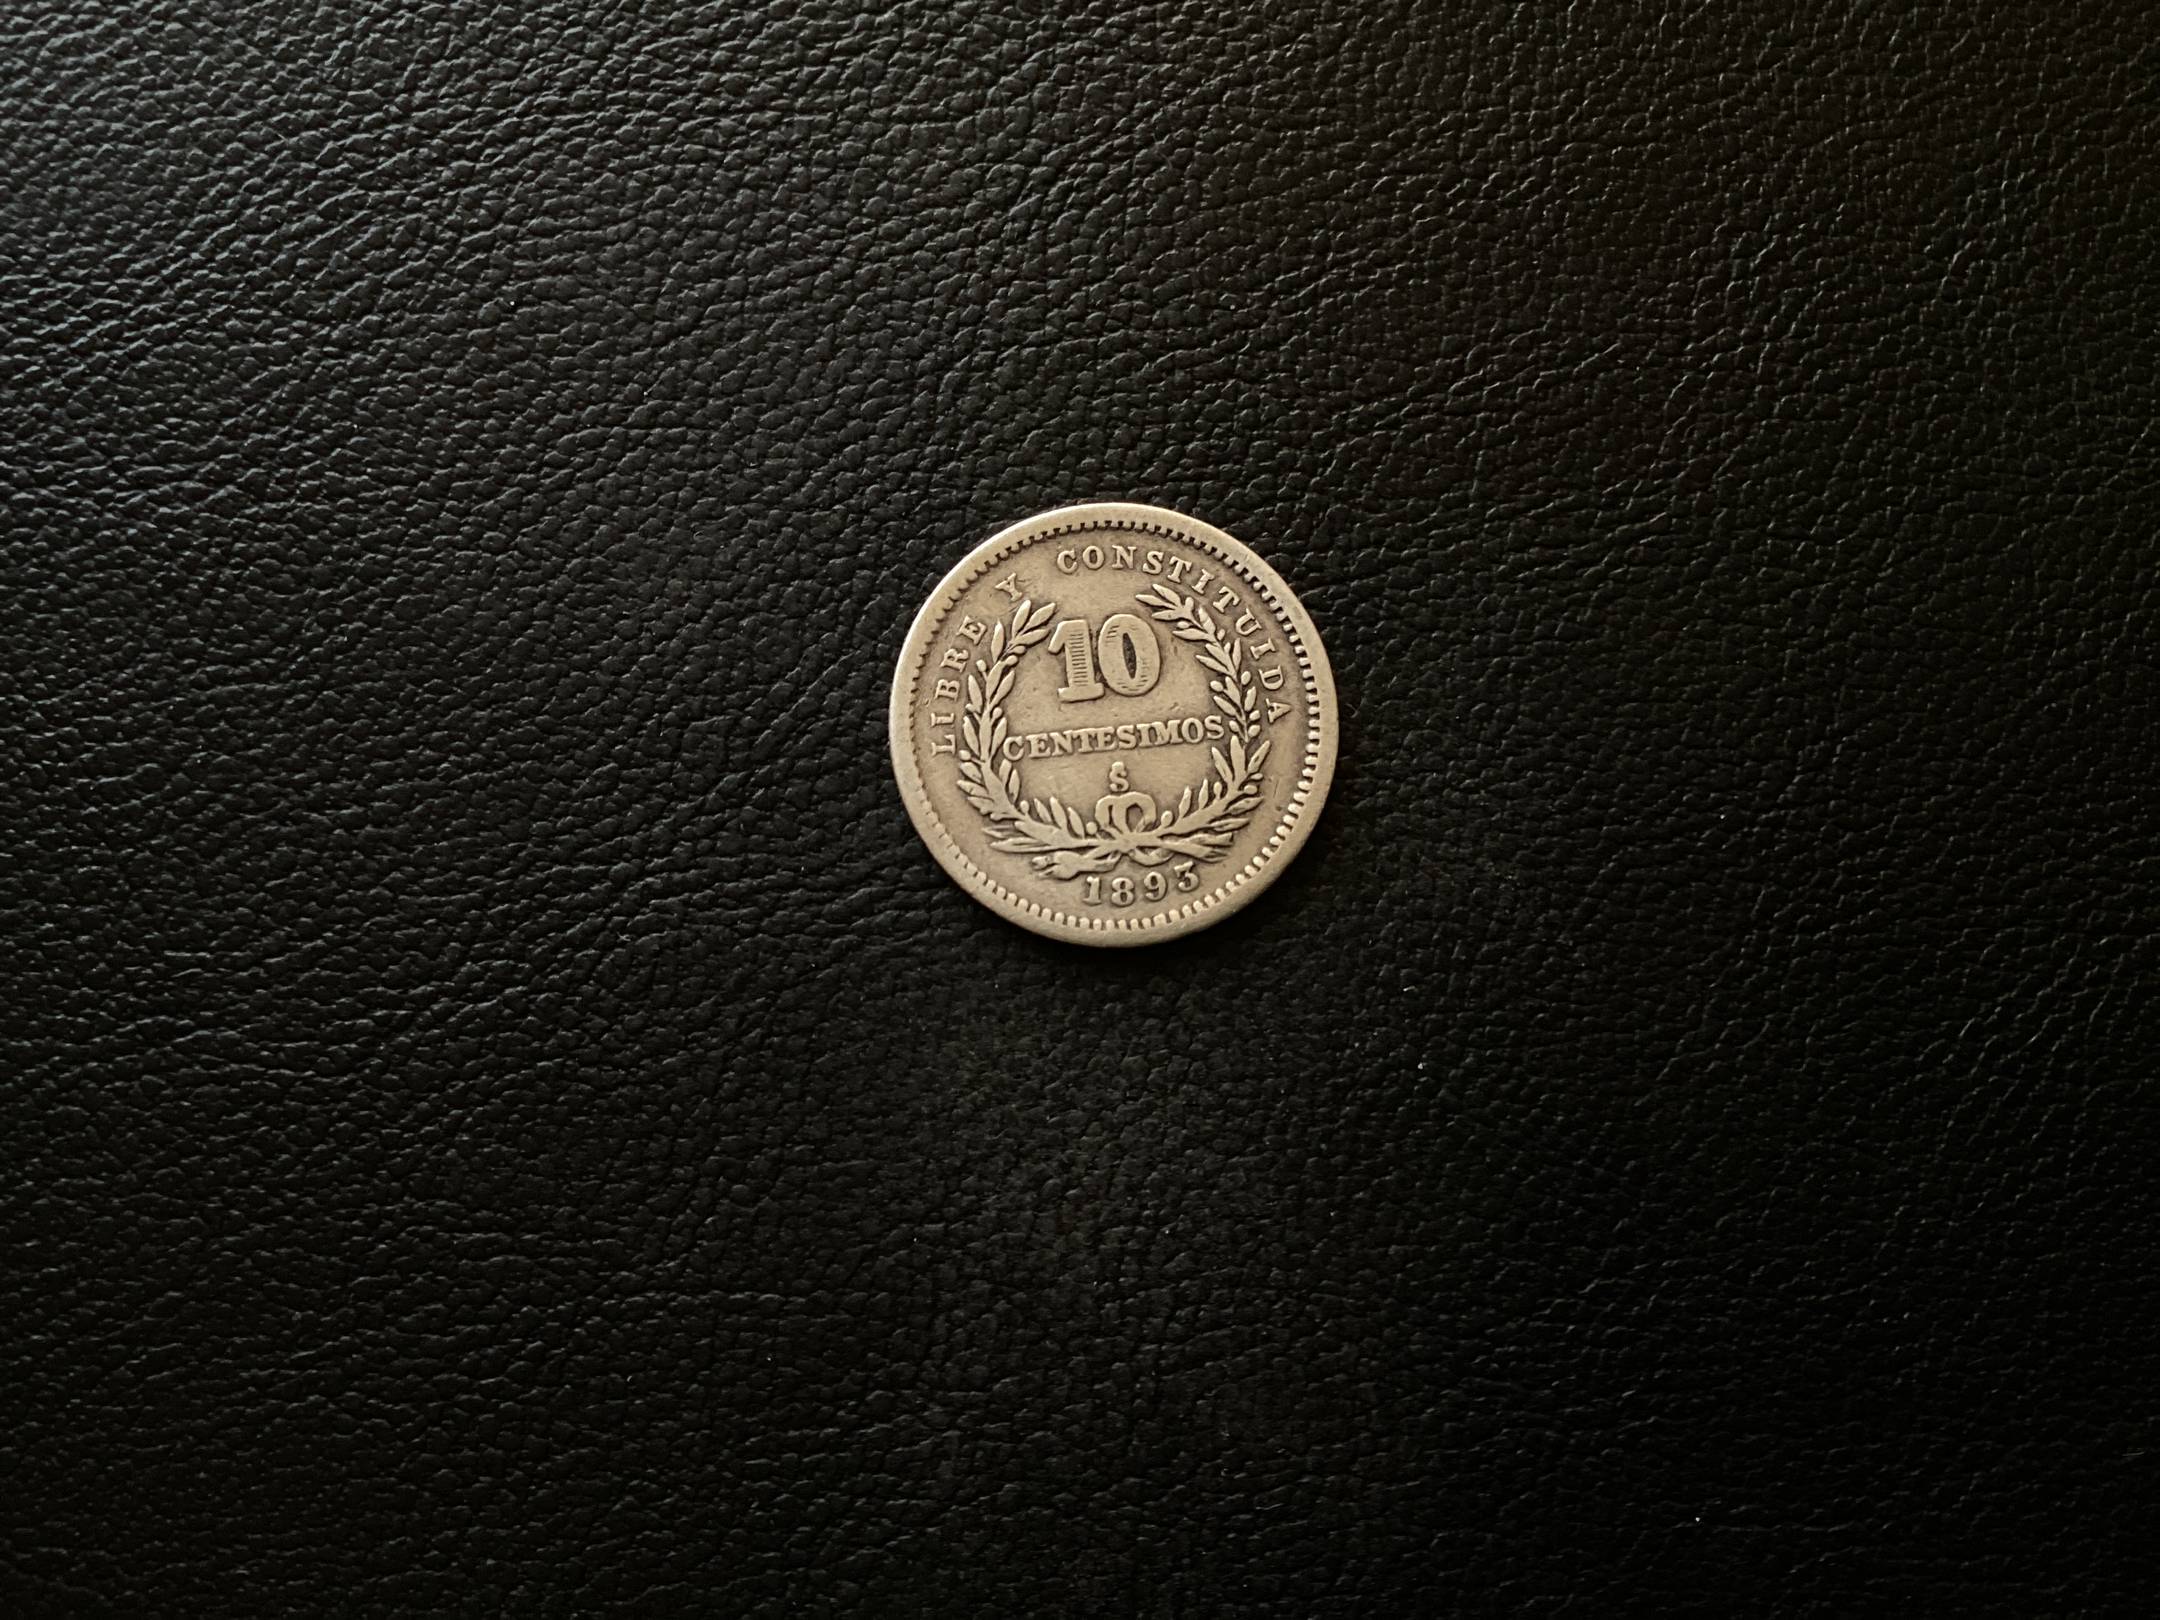 LIBRE Y CONSTITUIDA
10
CENTESIMOS
S
1893